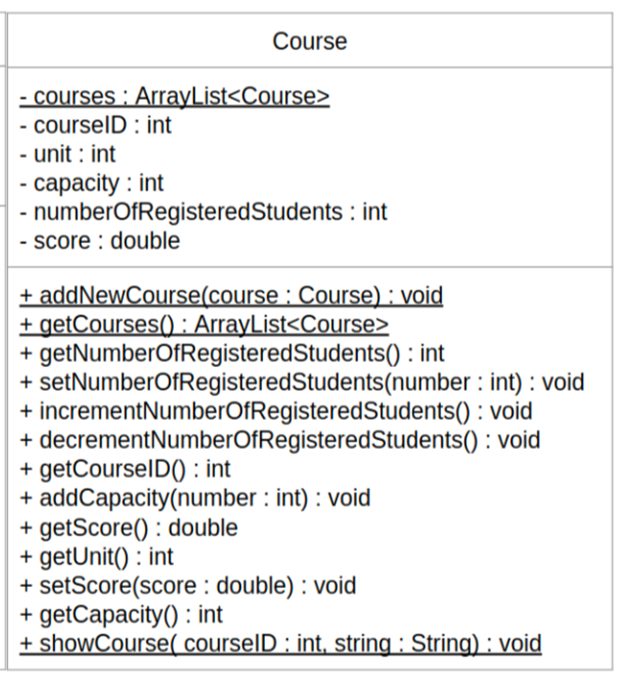 Course
- courses : ArrayList<Course>
- courseID : int
- unit : int
- capacity : int
- numberOfRegisteredStudents : int
- score : double
+ addNewCourse(course : Course) : void
+ getCourses() : ArrayList<Course>
+ getNumberOfRegisteredStudents() : int
+ setNumberOfRegisteredStudents(number : int) : void
+ incrementNumberOfRegisteredStudents() : void
+ decrementNumberOfRegisteredStudents() : void
+ getCourseID() : int
+ addCapacity(number : int) : void
+ getScore() : double
+ getUnit() : int
+ setScore(score : double) : void
+ getCapacity() : int
+ showCourse( courseID : int, string : String) : void